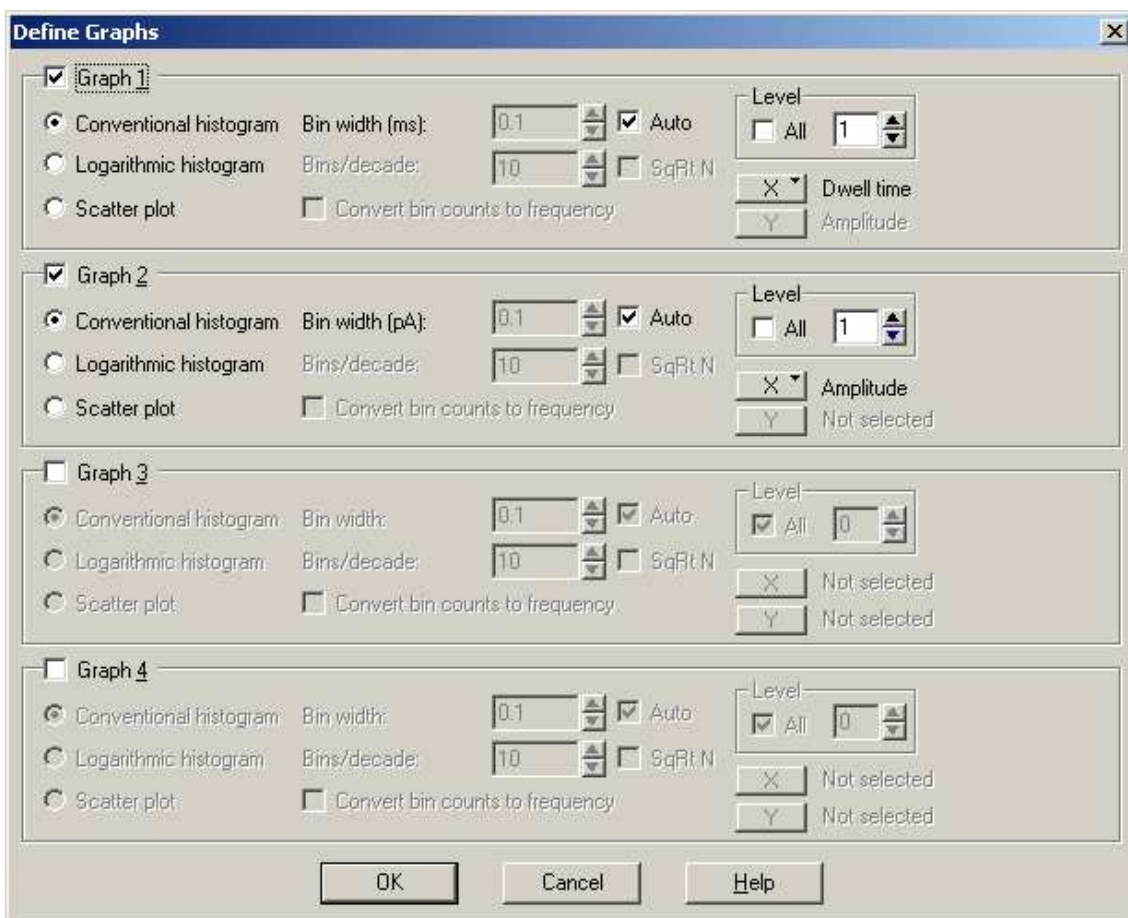 Define Graphs
Graph 1
Conventional histogram Bin width (ms): 0.1 Auto
Level
All 1
Logarithmic histogram Bins/decade: 10 SqRt N
X Dwell time
Scatter plot Convert bin counts to frequency
Y Amplitude
Graph 2
Conventional histogram Bin width (pA): 0.1 Auto
Level
All 1
Logarithmic histogram Bins/decade: 10 SqRt N
X Amplitude
Scatter plot Convert bin counts to frequency
Y Not selected
Graph 3
Conventional histogram Bin width: 0.1 Auto
Level
All 0
Logarithmic histogram Bins/decade: 10 SqRt N
X Not selected
Scatter plot Convert bin counts to frequency
Y Not selected
Graph 4
Conventional histogram Bin width: 0.1 Auto
Level
All 0
Logarithmic histogram Bins/decade: 10 SqRt N
X Not selected
Scatter plot Convert bin counts to frequency
Y Not selected
OK Cancel Help